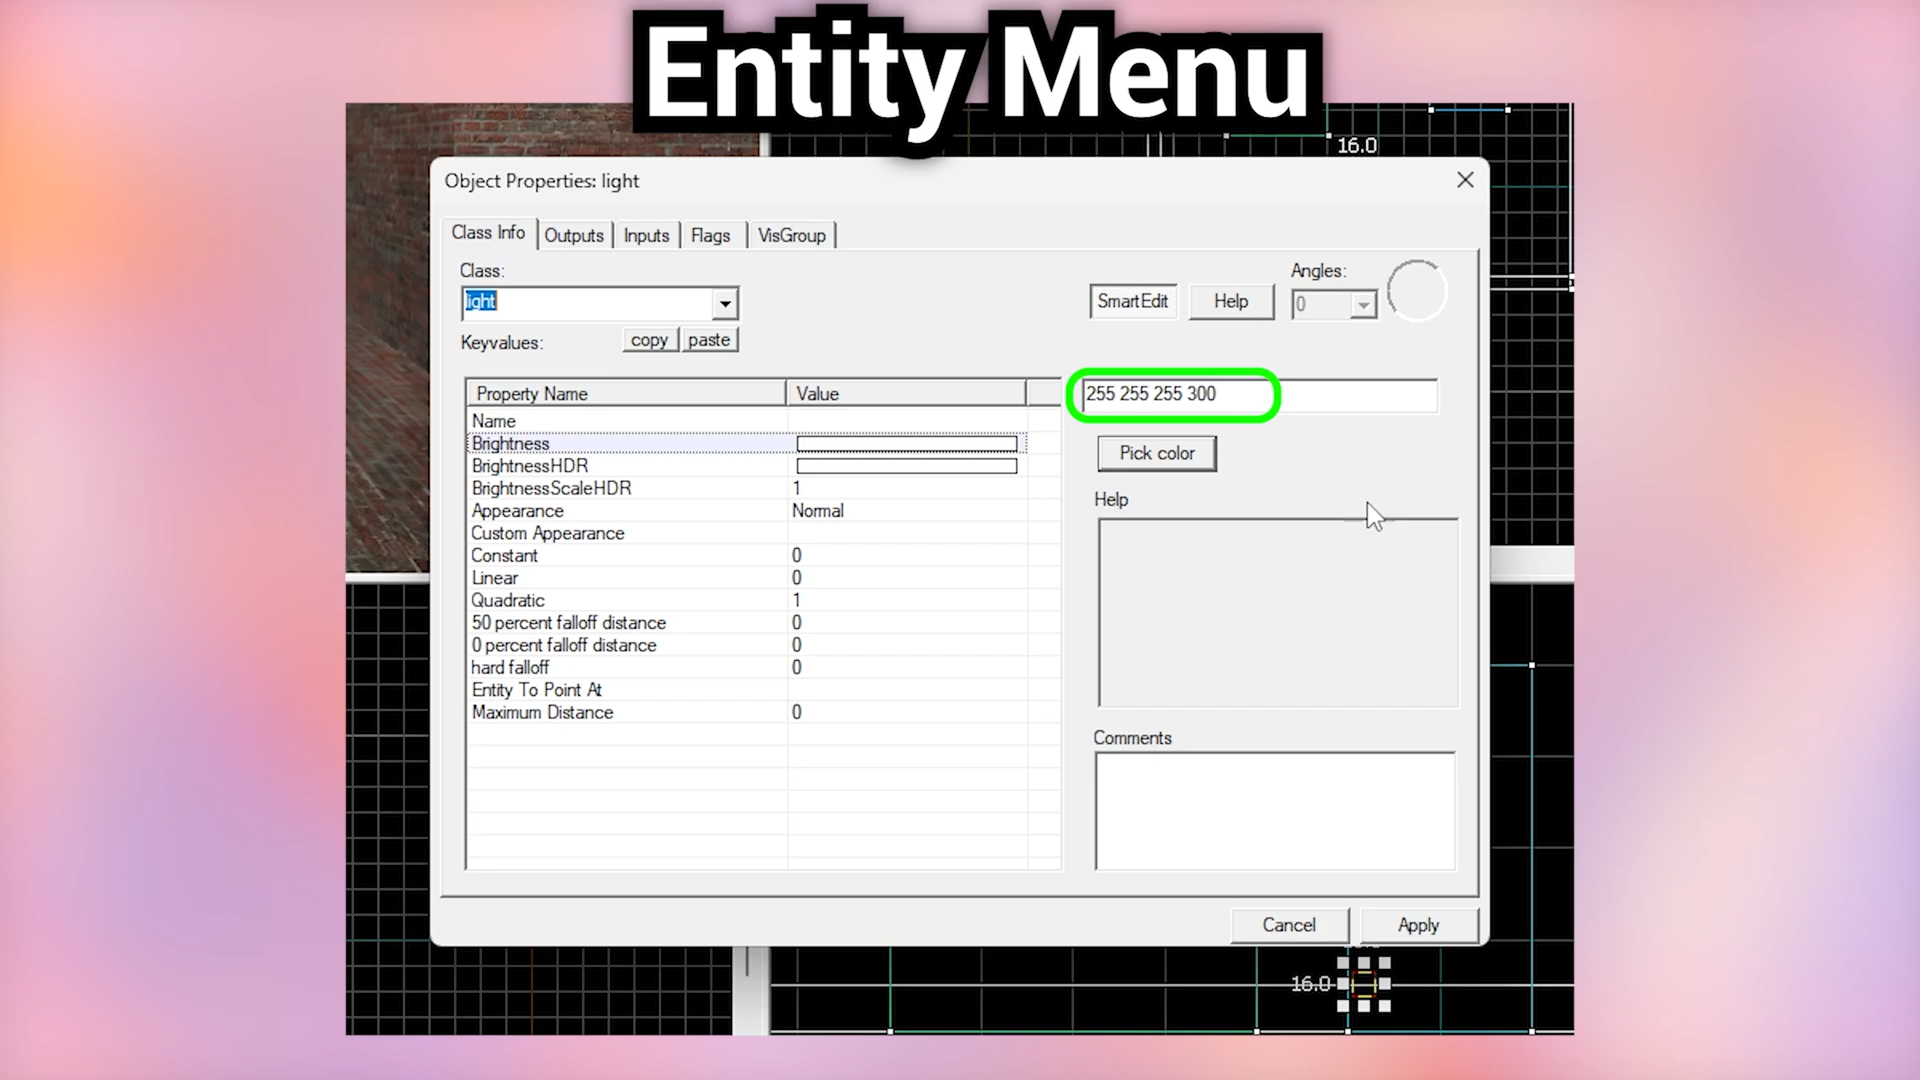 Entity Menu
16.0
Object Properties: light
Class Info Outputs Inputs Flags VisGroup
Class:
light
SmartEdit Help
Angles:
0
Keyvalues: copy paste
Property Name Value
255 255 255 300
Name
Brightness
BrightnessHDR
BrightnessScaleHDR 1
Appearance Normal
Custom Appearance
Constant 0
Linear 0
Quadratic 1
50 percent falloff distance 0
0 percent falloff distance 0
hard falloff 0
Entity To Point At
Maximum Distance 0
Pick color
Help
Comments
Cancel Apply
16.0